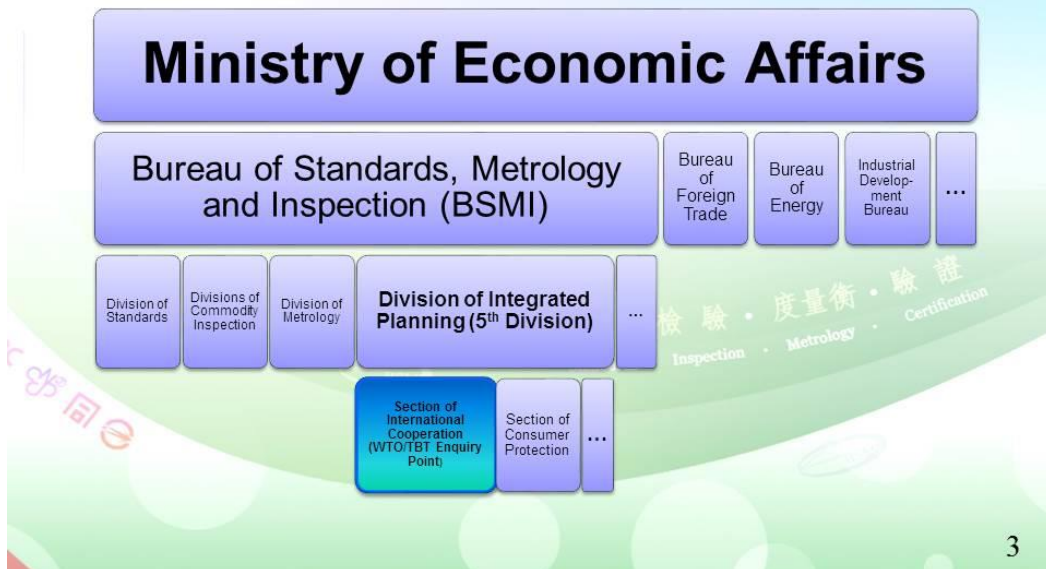 Ministry of Economic Affairs
Bureau of Standards, Metrology
and Inspection (BSMI)
Bureau
of
Foreign
Trade
Bureau
of
Energy
Industrial
Develop-
ment
Bureau
...
Division of
Standards
Divisions of
Commodity
Inspection
Division of
Metrology
Division of Integrated
Planning (5th Division)
...
檢 驗 · 度量衡 · 驗 證
Inspection · Metrology · Certification
Section of
International
Cooperation
(WTO/TBT Enquiry
Point)
Section of
Consumer
Protection
...
3